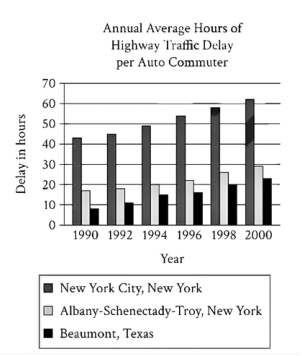 Annual Average Hours of
Highway Traffic Delay
per Auto Commuter
Delay in hours
70
60
50
40
30
20
10
0
1990 1992 1994 1996 1998 2000
Year
New York City, New York
Albany-Schenectady-Troy, New York
Beaumont, Texas